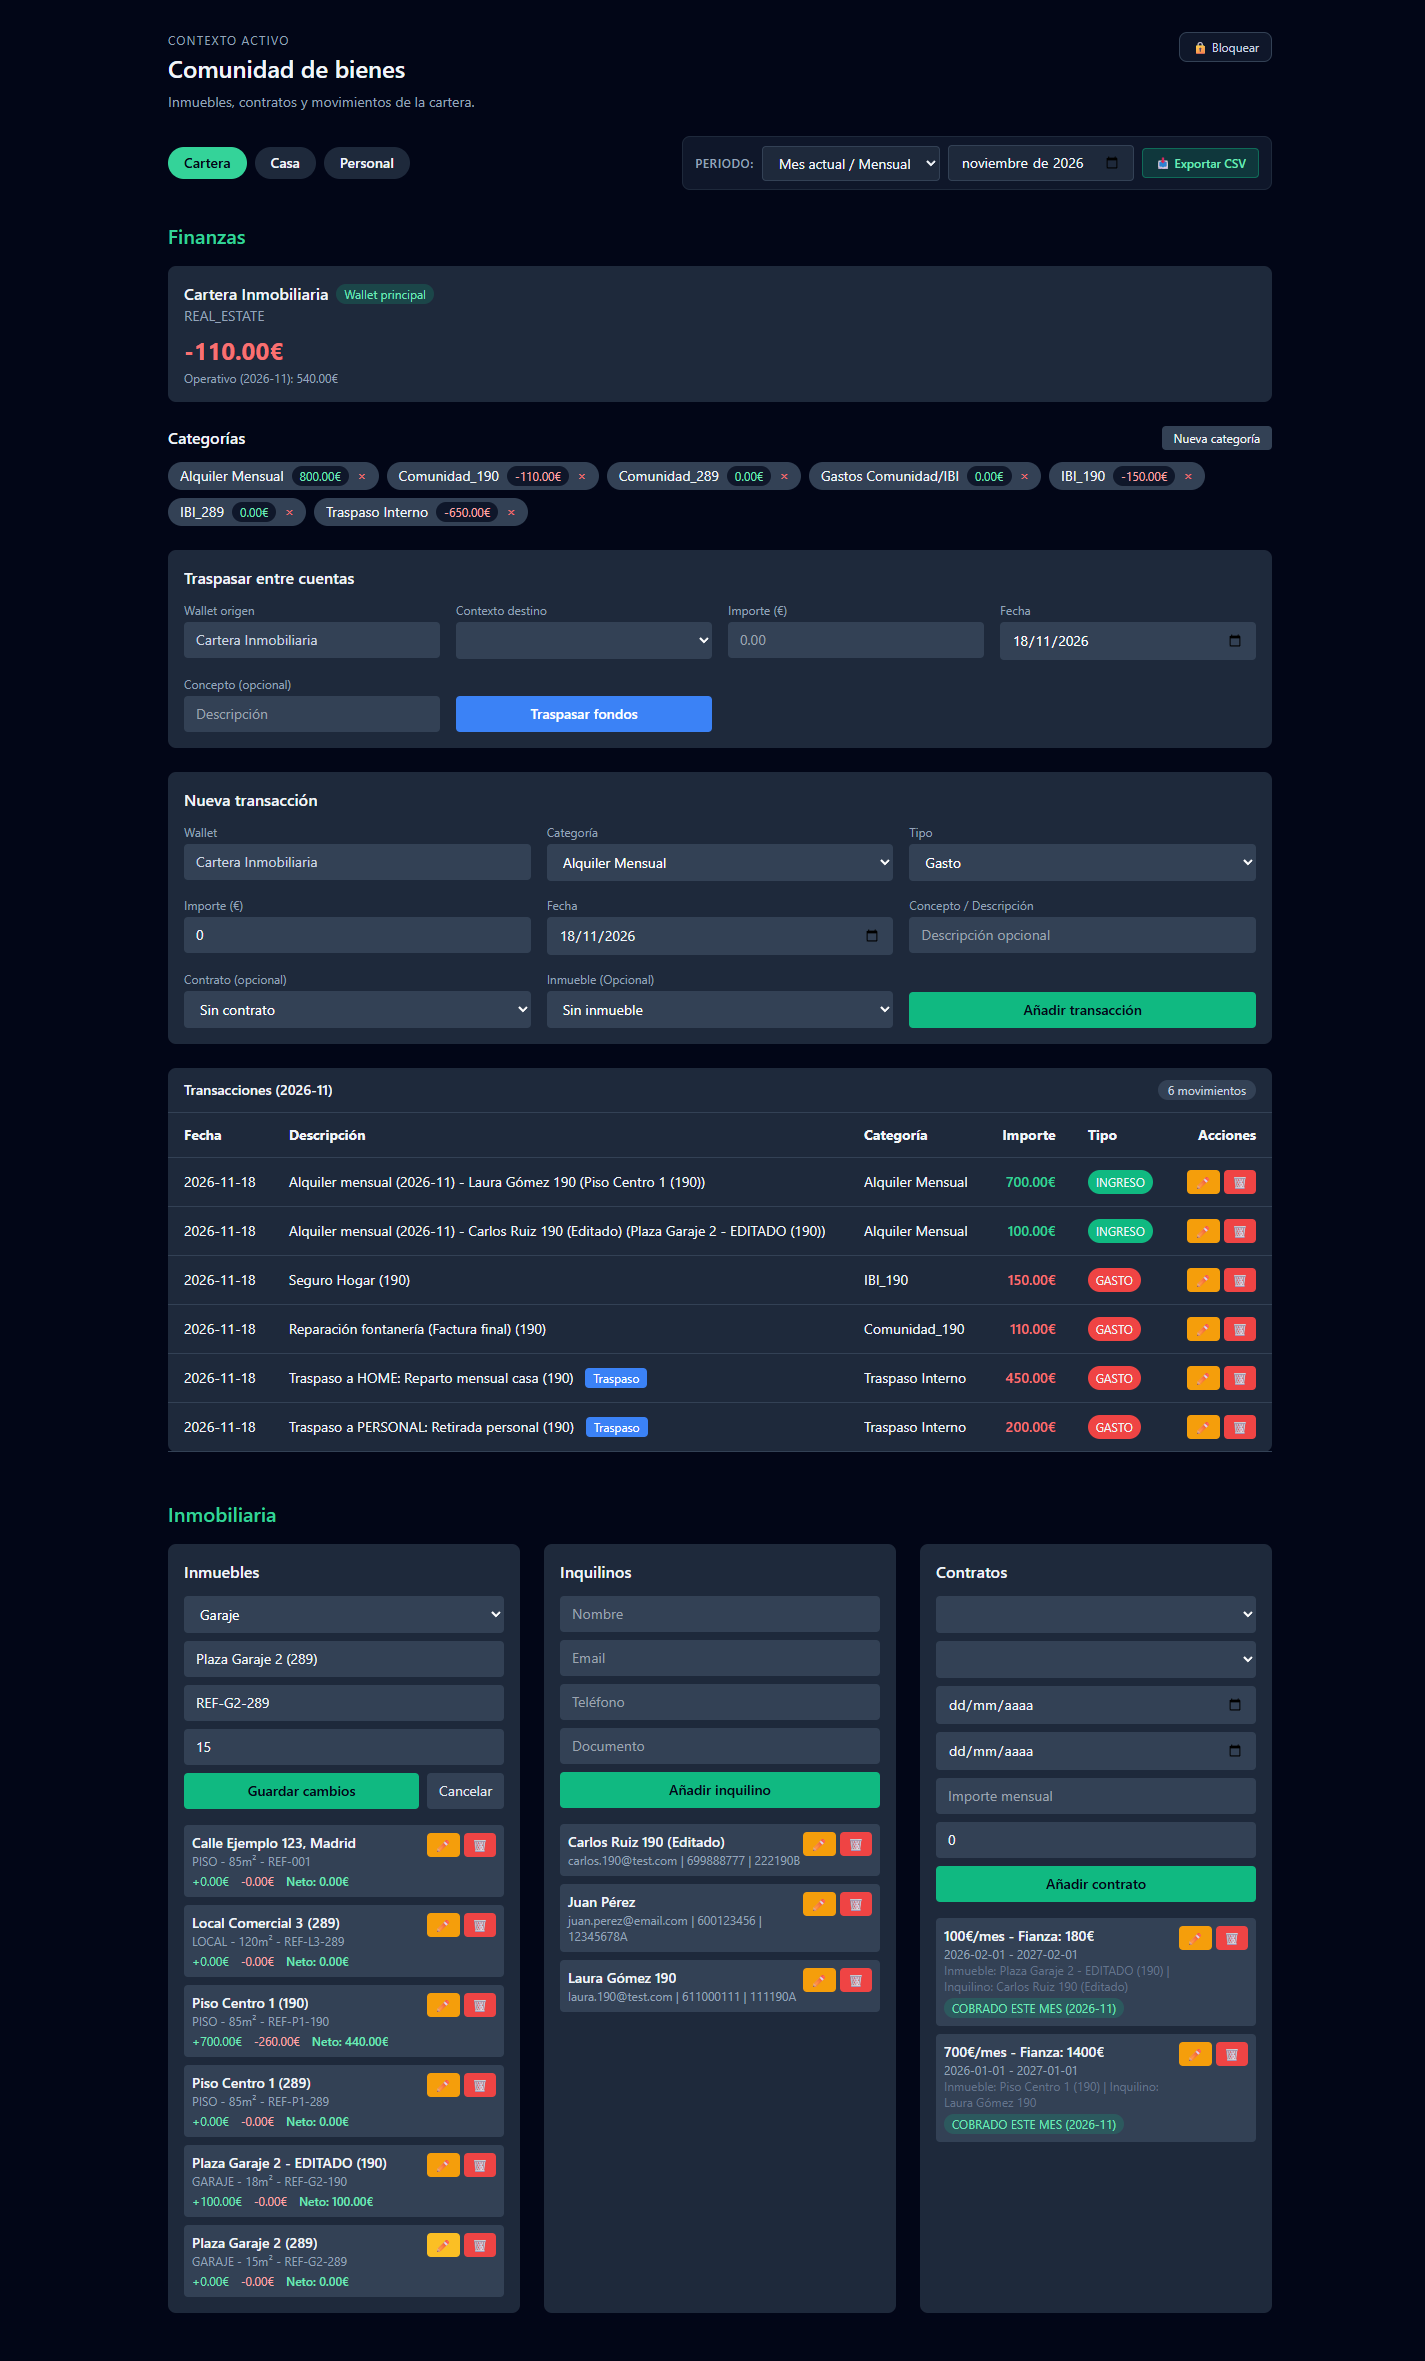 CONTEXTO ACTIVO
Comunidad de bienes
Inmuebles, contratos y movimientos de la cartera.
Bloquear
Cartera Casa Personal
PERIODO: Mes actual / Mensual noviembre de 2026 Exportar CSV
Finanzas
Cartera Inmobiliaria Wallet principal
REAL_ESTATE
-110.00€
Operativo (2026-11): 540.00€
Categorías
Nueva categoría
Alquiler Mensual 800.00€ × Comunidad_190 -110.00€ × Comunidad_289 0.00€ × Gastos Comunidad/IBI 0.00€ × IBI_190 -150.00€ ×
IBI_289 0.00€ × Traspaso Interno -650.00€ ×
Traspasar entre cuentas
Wallet origen Contexto destino Importe (€) Fecha
Cartera Inmobiliaria 0.00 18/11/2026
Concepto (opcional)
Descripción Traspasar fondos
Nueva transacción
Wallet Categoría Tipo
Cartera Inmobiliaria Alquiler Mensual Gasto
Importe (€) Fecha Concepto / Descripción
0 18/11/2026 Descripción opcional
Contrato (opcional) Inmueble (Opcional)
Sin contrato Sin inmueble Añadir transacción
Transacciones (2026-11) 6 movimientos
Fecha Descripción Categoría Importe Tipo Acciones
2026-11-18 Alquiler mensual (2026-11) - Laura Gómez 190 (Piso Centro 1 (190)) Alquiler Mensual 700.00€ INGRESO
2026-11-18 Alquiler mensual (2026-11) - Carlos Ruiz 190 (Editado) (Plaza Garaje 2 - EDITADO (190)) Alquiler Mensual 100.00€ INGRESO
2026-11-18 Seguro Hogar (190) IBI_190 150.00€ GASTO
2026-11-18 Reparación fontanería (Factura final) (190) Comunidad_190 110.00€ GASTO
2026-11-18 Traspaso a HOME: Reparto mensual casa (190) Traspaso Traspaso Interno 450.00€ GASTO
2026-11-18 Traspaso a PERSONAL: Retirada personal (190) Traspaso Traspaso Interno 200.00€ GASTO
Inmobiliaria
Inmuebles
Garaje
Plaza Garaje 2 (289)
REF-G2-289
15
Guardar cambios Cancelar
Calle Ejemplo 123, Madrid
PISO - 85m² - REF-001
+0.00€ -0.00€ Neto: 0.00€
Local Comercial 3 (289)
LOCAL - 120m² - REF-L3-289
+0.00€ -0.00€ Neto: 0.00€
Piso Centro 1 (190)
PISO - 85m² - REF-P1-190
+700.00€ -260.00€ Neto: 440.00€
Piso Centro 1 (289)
PISO - 85m² - REF-P1-289
+0.00€ -0.00€ Neto: 0.00€
Plaza Garaje 2 - EDITADO (190)
GARAJE - 18m² - REF-G2-190
+100.00€ -0.00€ Neto: 100.00€
Plaza Garaje 2 (289)
GARAJE - 15m² - REF-G2-289
+0.00€ -0.00€ Neto: 0.00€
Inquilinos
Nombre
Email
Teléfono
Documento
Añadir inquilino
Carlos Ruiz 190 (Editado)
carlos.190@test.com | 699888777 | 222190B
Juan Pérez
juan.perez@email.com | 600123456 |
12345678A
Laura Gómez 190
laura.190@test.com | 611000111 | 111190A
Contratos
dd/mm/aaaa
dd/mm/aaaa
Importe mensual
0
Añadir contrato
100€/mes - Fianza: 180€
2026-02-01 - 2027-02-01
Inmueble: Plaza Garaje 2 - EDITADO (190) |
Inquilino: Carlos Ruiz 190 (Editado)
COBRADO ESTE MES (2026-11)
700€/mes - Fianza: 1400€
2026-01-01 - 2027-01-01
Inmueble: Piso Centro 1 (190) | Inquilino:
Laura Gómez 190
COBRADO ESTE MES (2026-11)